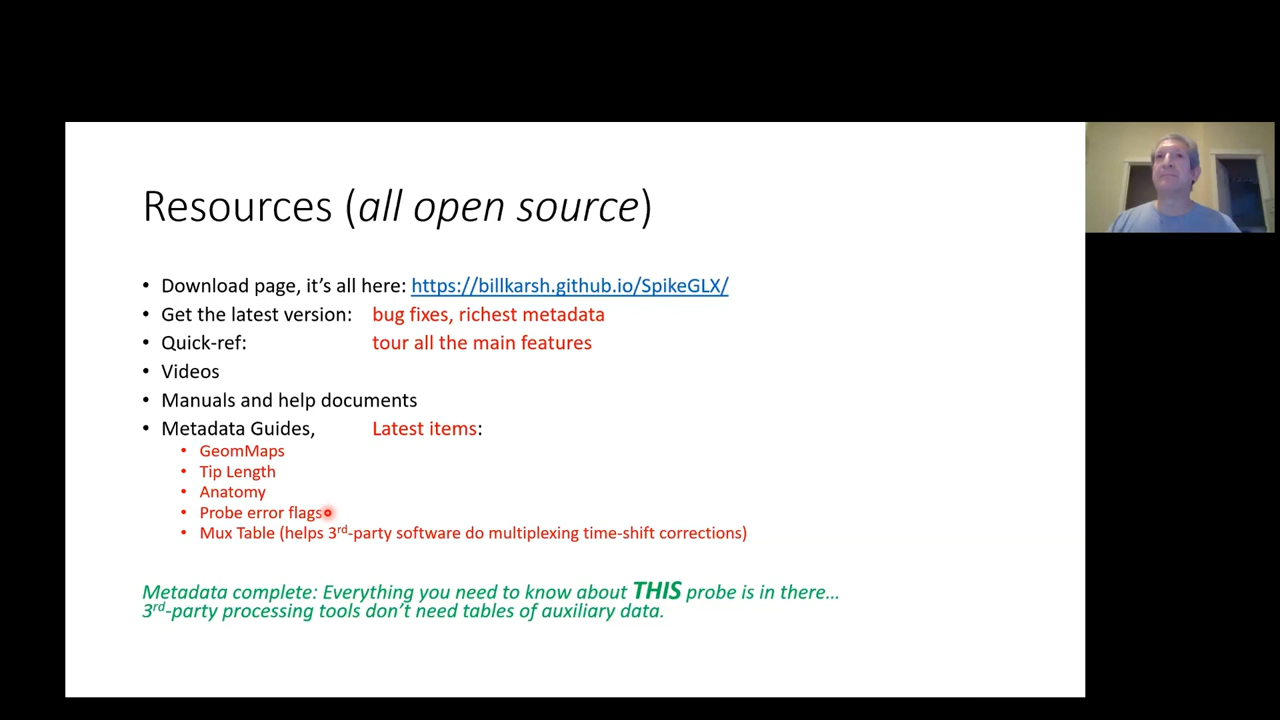 Resources (all open source)
• Download page, it's all here: https://billkarsh.github.io/SpikeGLX/
• Get the latest version: bug fixes, richest metadata
• Quick-ref: tour all the main features
• Videos
• Manuals and help documents
• Metadata Guides, Latest items:
• GeomMaps
• Tip Length
• Anatomy
• Probe error flags
• Mux Table (helps 3rd-party software do multiplexing time-shift corrections)
Metadata complete: Everything you need to know about THIS probe is in there…
3rd-party processing tools don't need tables of auxiliary data.